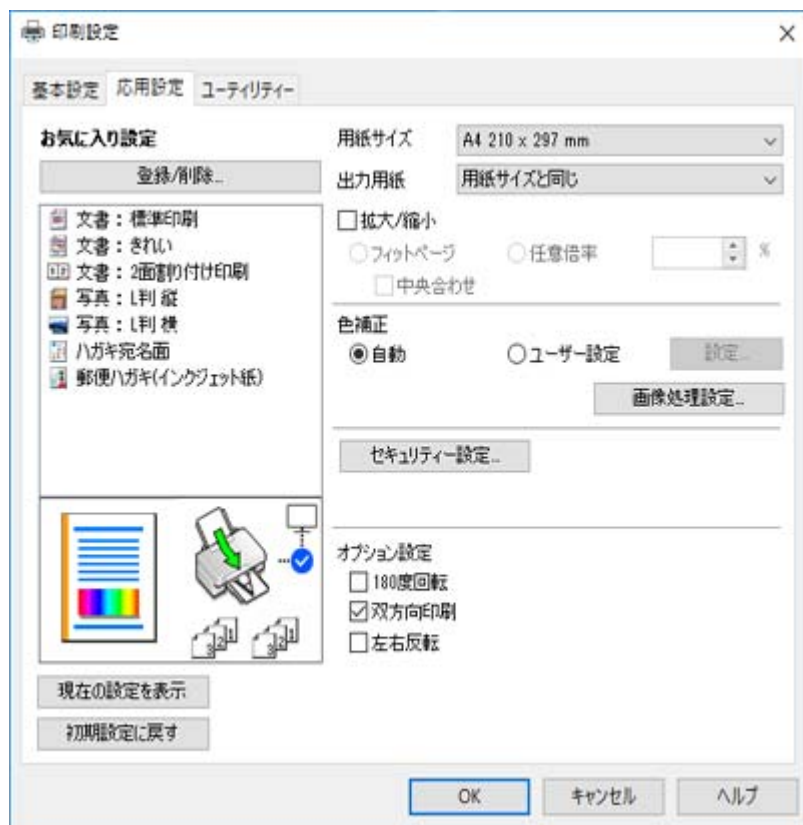 印刷設定
基本設定 応用設定 ユーティリティー
お気に入り設定
登録/削除...
文書：標準印刷
文書：きれい
文書：2面割り付け印刷
写真：L判 縦
写真：L判 横
ハガキ宛名面
郵便ハガキ(インクジェット紙)
現在の設定を表示
初期設定に戻す
用紙サイズ A4 210 x 297 mm
出力用紙 用紙サイズと同じ
拡大/縮小
フィットページ 任意倍率 %
中央合わせ
色補正
自動 ユーザー設定 設定...
画像処理設定...
セキュリティー設定...
オプション設定
180度回転
双方向印刷
左右反転
OK キャンセル ヘルプ